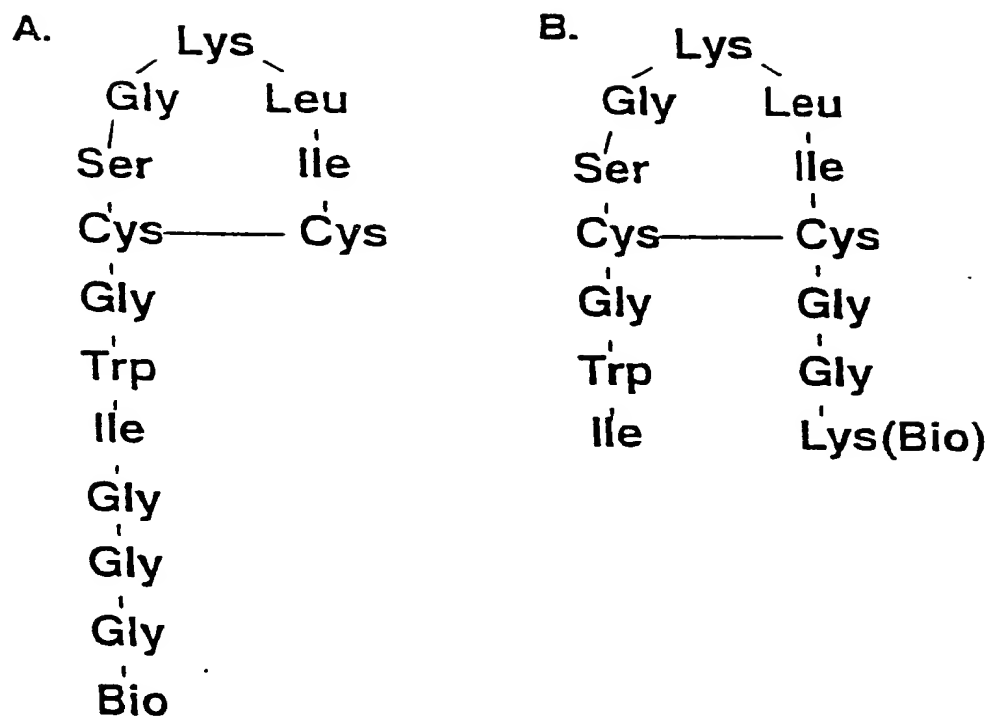 A.
Lys
Gly Leu
Ser Ile
Cys Cys
Gly
Trp
Ile
Gly
Gly
Gly
Bio
B.
Lys
Gly Leu
Ser Ile
Cys Cys
Gly Gly
Trp Gly
Ile Lys(Bio)